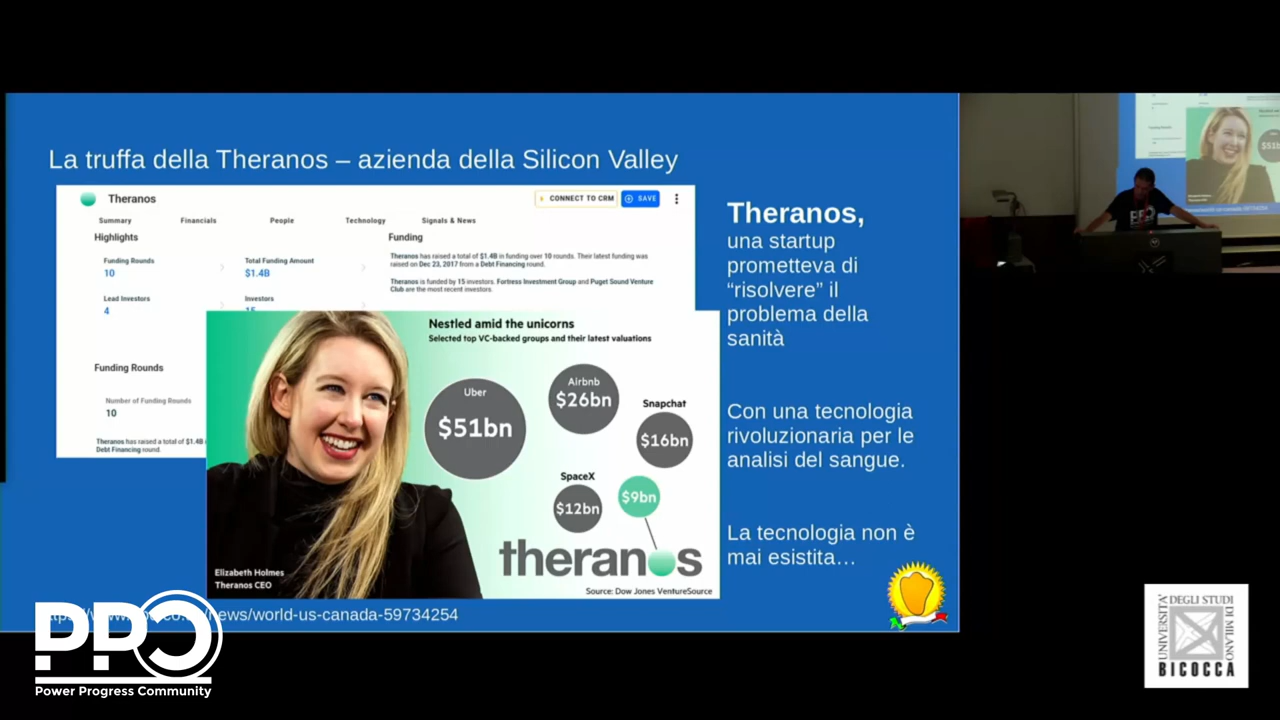 La truffa della Theranos – azienda della Silicon Valley
Theranos
CONNECT TO CRM
SAVE
Summary
Financials
People
Technology
Signals & News
Highlights
Funding Rounds
10
Total Funding Amount
$1.4B
Lead Investors
4
Investors
15
Funding
Theranos has raised a total of $1.4B in funding over 10 rounds. Their latest funding was
raised on Dec 23, 2017 from a Debt Financing round.
Theranos is funded by 15 investors. Fortress Investment Group and Puget Sound Venture
Club are the most recent investors.
Funding Rounds
Number of Funding Rounds
10
Theranos has raised a total of $1.4B
Debt Financing round.
Nestled amid the unicorns
Selected top VC-backed groups and their latest valuations
Uber
$51bn
Airbnb
$26bn
Snapchat
$16bn
SpaceX
$12bn
$9bn
theranos
Elizabeth Holmes
Theranos CEO
Source: Dow Jones VentureSource
Theranos,
una startup
prometteva di
“risolvere” il
problema della
sanità
Con una tecnologia
rivoluzionaria per le
analisi del sangue.
La tecnologia non è
mai esistita…
/news/world-us-canada-59734254
PPC
Power Progress Community
UNIVERSITA'
DEGLI STUDI
DI MILANO
BICOCCA